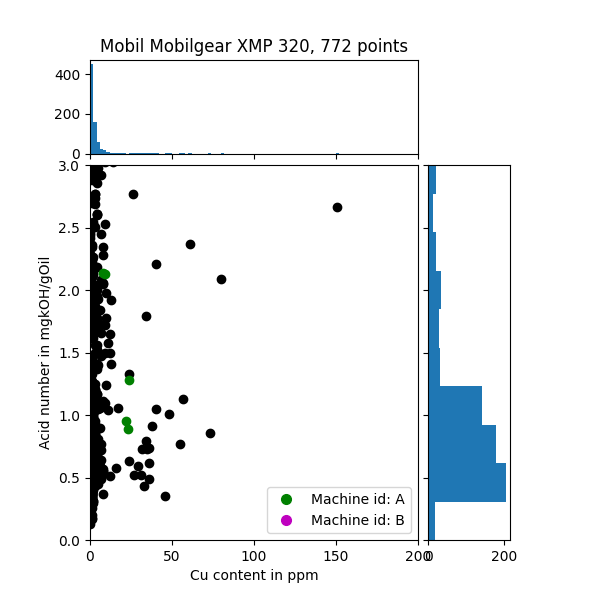 Mobil Mobilgear XMP 320, 772 points
400
200
0
3.0
2.5
2.0
1.5
1.0
0.5
0.0
Acid number in mgkOH/gOil
Machine id: A
Machine id: B
0 50 100 150 200 0 200
Cu content in ppm